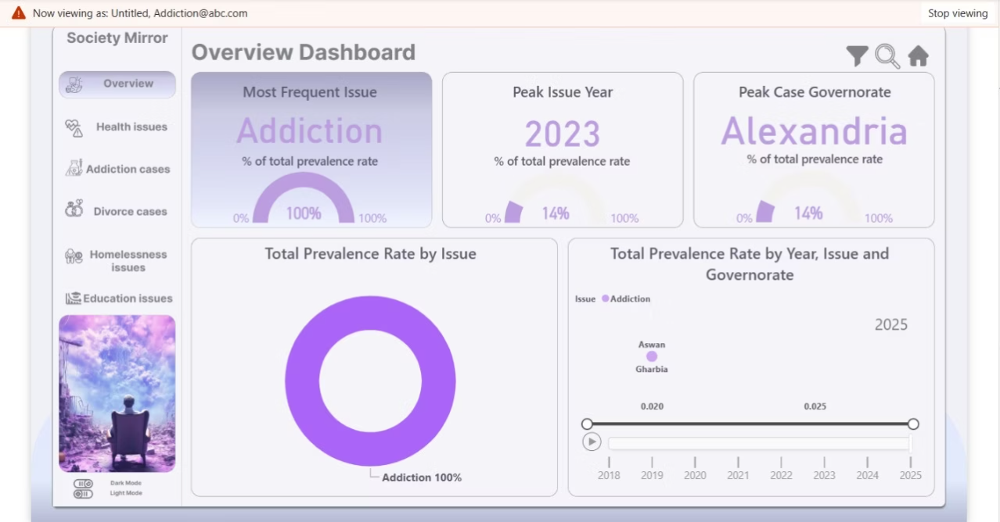 Now viewing as: Untitled, Addiction@abc.com
Stop viewing
Society Mirror
Overview
Health issues
Addiction cases
Divorce cases
Homelessness
issues
Education issues
Dark Mode
Light Mode
Overview Dashboard
Most Frequent Issue
Addiction
% of total prevalence rate
0%
100%
100%
Peak Issue Year
2023
% of total prevalence rate
0%
14%
100%
Peak Case Governorate
Alexandria
% of total prevalence rate
0%
14%
100%
Total Prevalence Rate by Issue
Addiction 100%
Total Prevalence Rate by Year, Issue and
Governorate
Issue Addiction
2025
Aswan
Gharbia
0.020 0.025
2018 2019 2020 2021 2022 2023 2024 2025